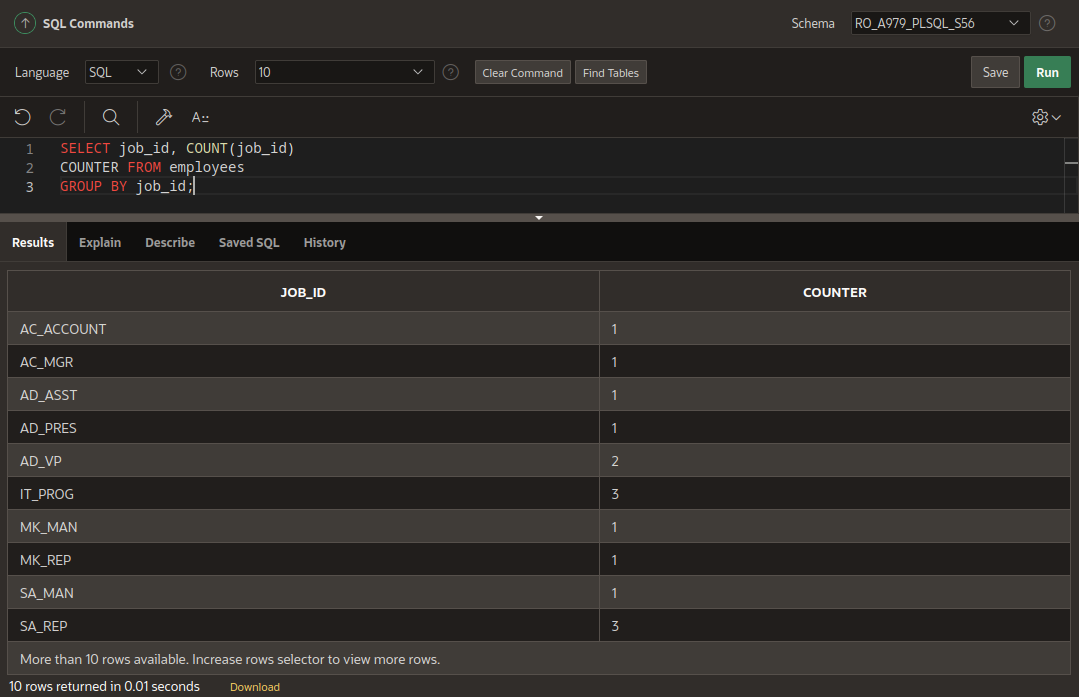 SQL Commands
Schema RO_A979_PLSQL_S56 ?
Language SQL ? Rows 10 ? Clear Command Find Tables Save Run
A::
1 SELECT job_id, COUNT(job_id)
2 COUNTER FROM employees
3 GROUP BY job_id;
Results Explain Describe Saved SQL History
JOB_ID COUNTER
AC_ACCOUNT 1
AC_MGR 1
AD_ASST 1
AD_PRES 1
AD_VP 2
IT_PROG 3
MK_MAN 1
MK_REP 1
SA_MAN 1
SA_REP 3
More than 10 rows available. Increase rows selector to view more rows.
10 rows returned in 0.01 seconds Download